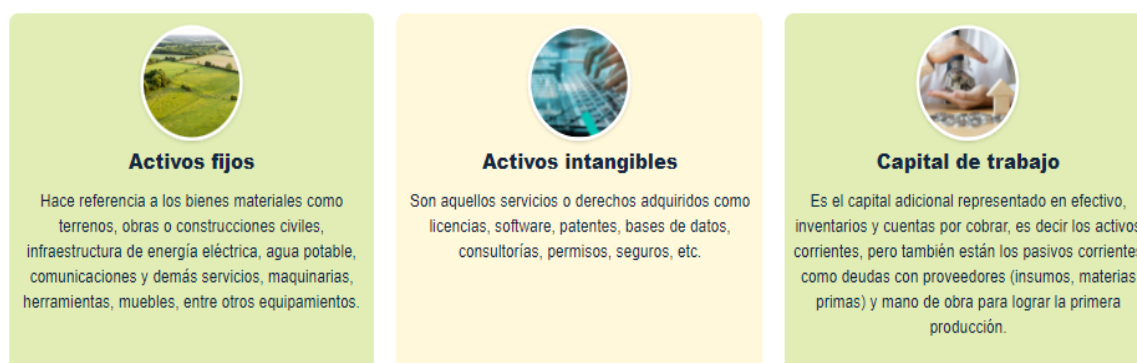 Activos fijos
Hace referencia a los bienes materiales como
terrenos, obras o construcciones civiles,
infraestructura de energía eléctrica, agua potable,
comunicaciones y demás servicios, maquinarias,
herramientas, muebles, entre otros equipamientos.
Activos intangibles
Son aquellos servicios o derechos adquiridos como
licencias, software, patentes, bases de datos,
consultorías, permisos, seguros, etc.
Capital de trabajo
Es el capital adicional representado en efectivo,
inventarios y cuentas por cobrar, es decir los activos
corrientes, pero también están los pasivos corrientes
como deudas con proveedores (insumos, materias
primas) y mano de obra para lograr la primera
producción.